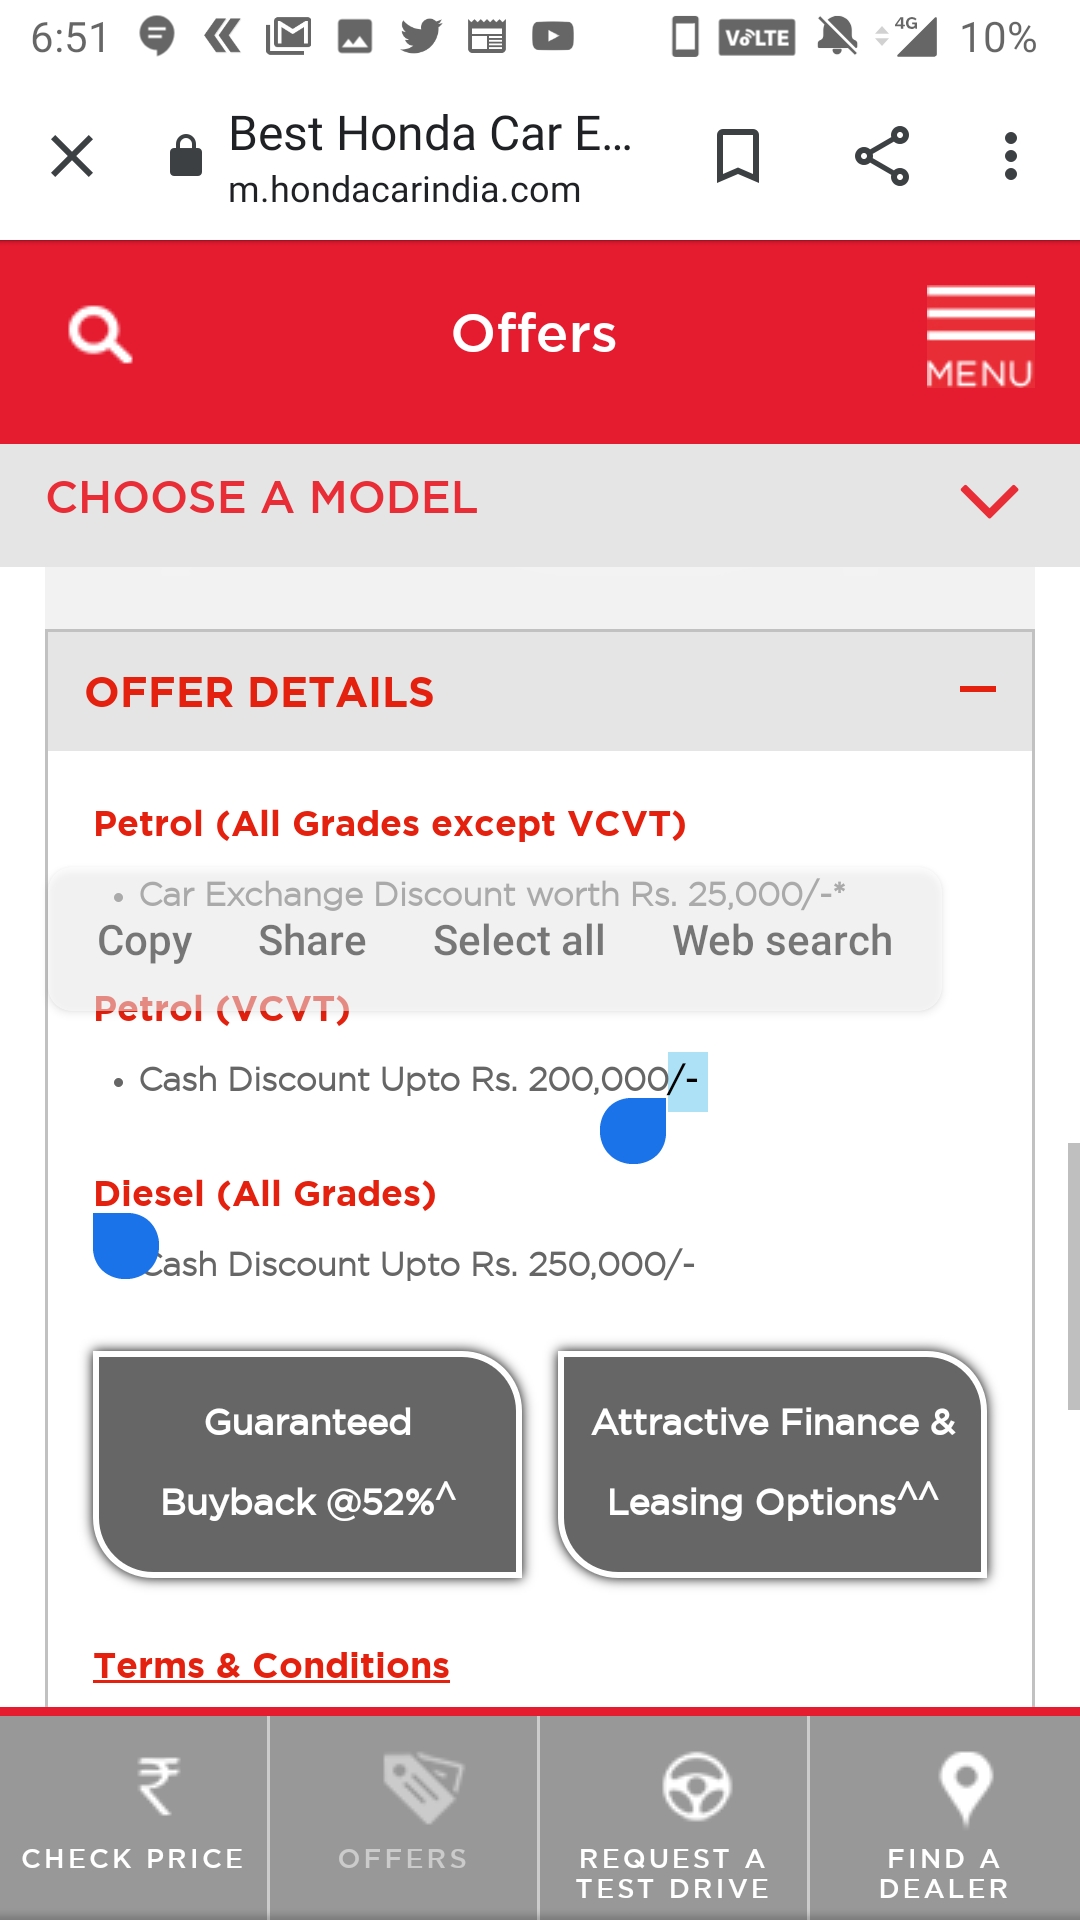 6:51
VoLTE
4G
10%
Best Honda Car E...
m.hondacarindia.com
Offers
MENU
CHOOSE A MODEL
OFFER DETAILS
Petrol (All Grades except VCVT)
• Car Exchange Discount worth Rs. 25,000/-*
Copy Share Select all Web search
Petrol (VCVT)
• Cash Discount Upto Rs. 200,000/-
Diesel (All Grades)
Cash Discount Upto Rs. 250,000/-
Guaranteed
Buyback @52%^
Attractive Finance &
Leasing Options^^
Terms & Conditions
CHECK PRICE
OFFERS
REQUEST A
TEST DRIVE
FIND A
DEALER